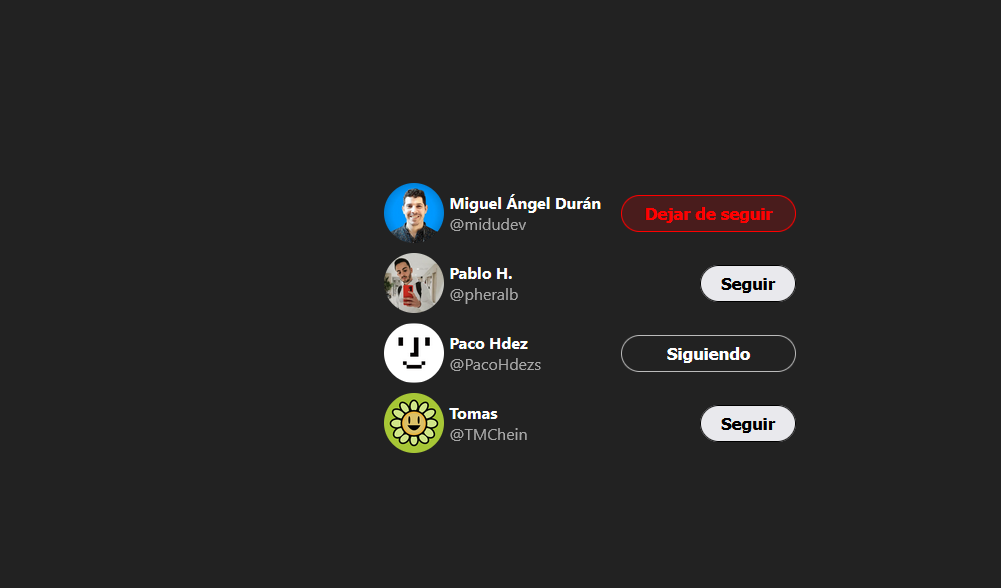 Miguel Ángel Durán
@midudev
Dejar de seguir
Pablo H.
@pheralb
Seguir
Paco Hdez
@PacoHdezs
Siguiendo
Tomas
@TMChein
Seguir